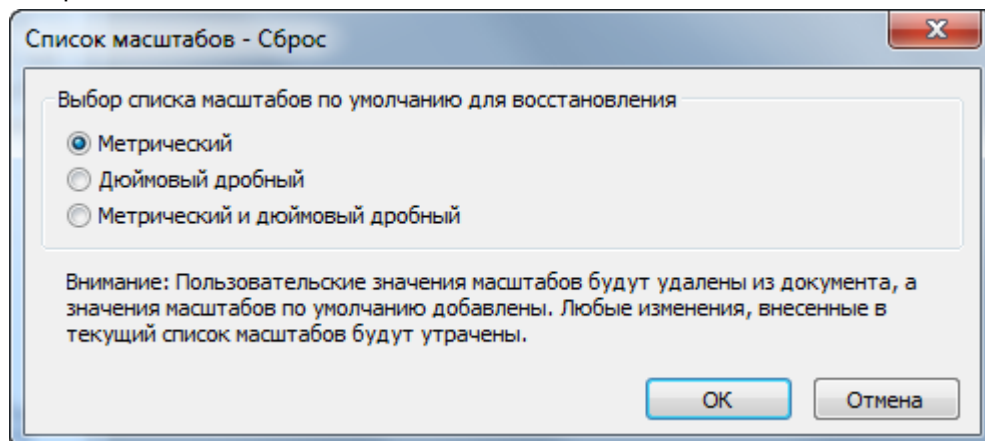 Список масштабов - Сброс
Выбор списка масштабов по умолчанию для восстановления
Метрический
Дюймовый дробный
Метрический и дюймовый дробный
Внимание: Пользовательские значения масштабов будут удалены из документа, а
значения масштабов по умолчанию добавлены. Любые изменения, внесенные в
текущий список масштабов будут утрачены.
ОК
Отмена